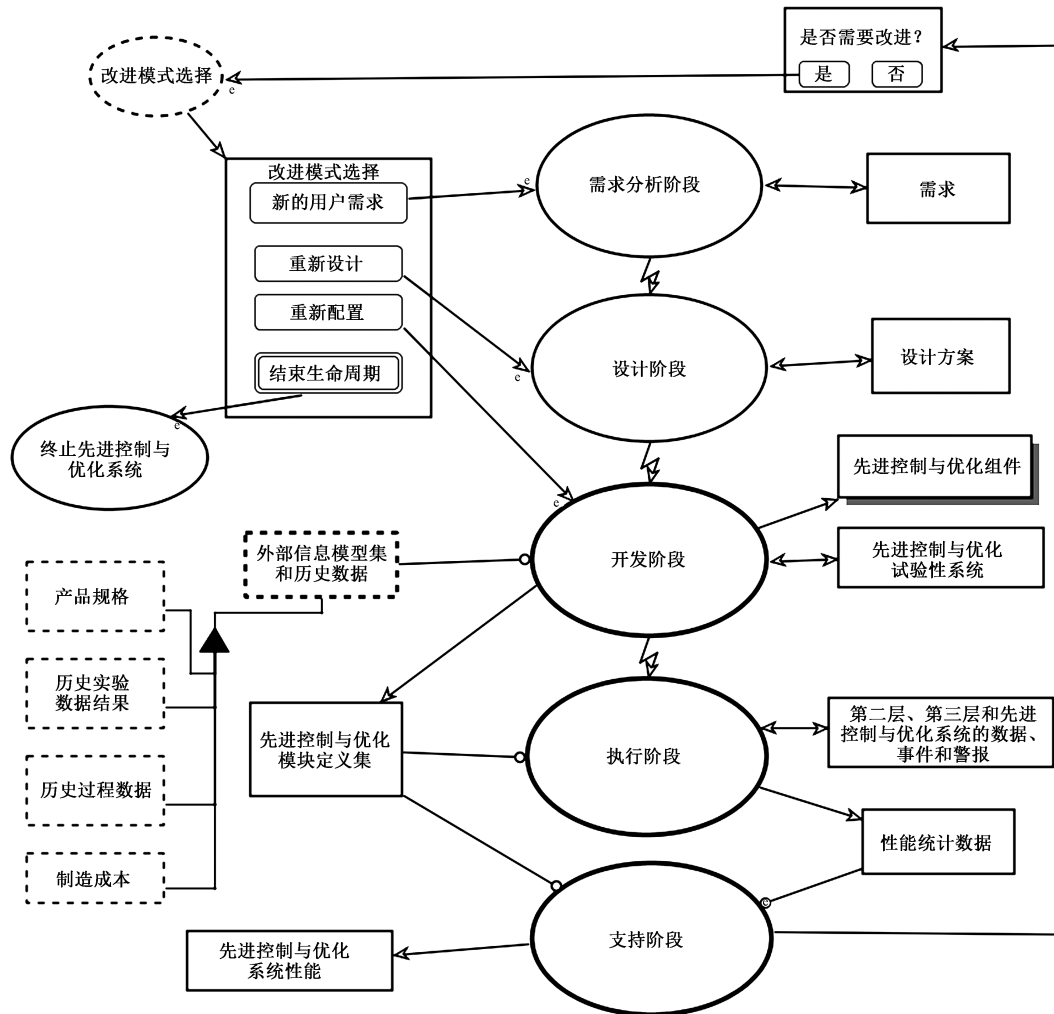 是否需要改进？
是
否
改进模式选择
e
改进模式选择
新的用户需求
e
需求分析阶段
需求
重新设计
重新配置
结束生命周期
e
设计阶段
设计方案
e
终止先进控制与
优化系统
先进控制与优化组件
e
外部信息模型集
和历史数据
开发阶段
先进控制与优化
试验性系统
产品规格
历史实验
数据结果
先进控制与优化
模块定义集
执行阶段
第二层、第三层和先进
控制与优化系统的数据、
事件和警报
历史过程数据
性能统计数据
制造成本
c
先进控制与优化
系统性能
支持阶段